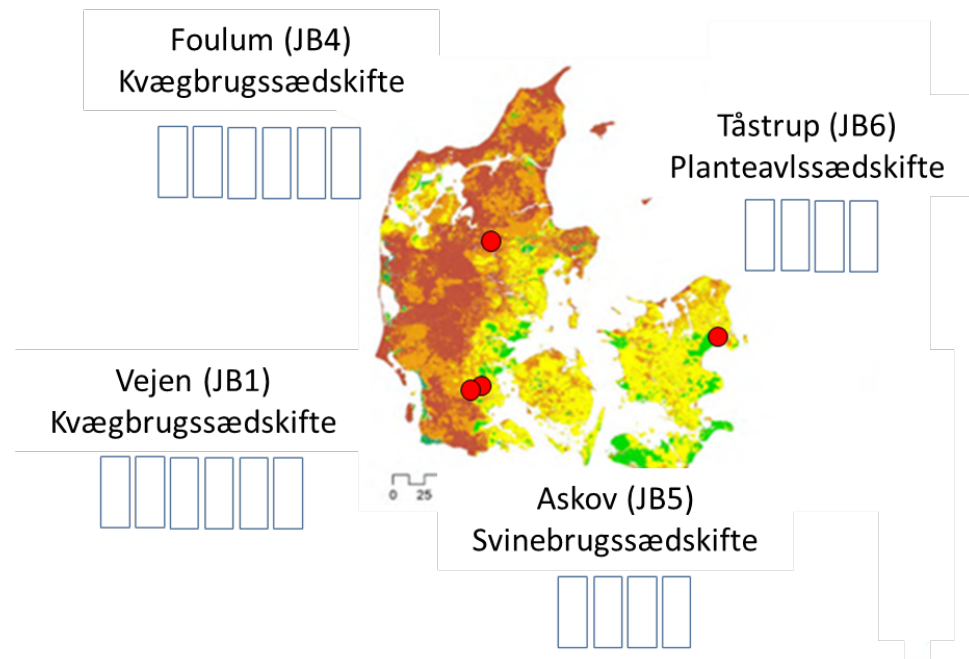 Foulum (JB4)
Kvægbrugssædskifte
Tåstrup (JB6)
Planteavlssædskifte
Vejen (JB1)
Kvægbrugssædskifte
0 25
Askov (JB5)
Svinebrugssædskifte